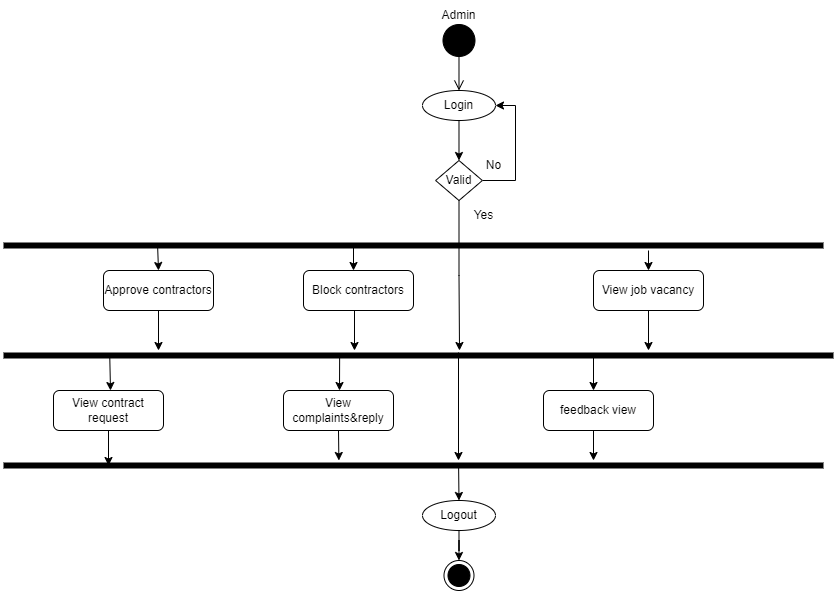 Admin
Login
No
Valid
Yes
Approve contractors
Block contractors
View job vacancy
View contract
request
View
complaints&reply
feedback view
Logout